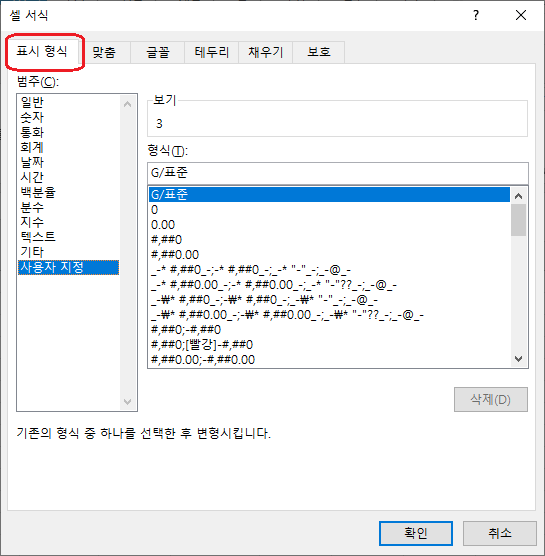 셀 서식
? ×
표시 형식 맞춤 글꼴 테두리 채우기 보호
범주(C):
일반
숫자
통화
회계
날짜
시간
백분율
분수
지수
텍스트
기타
사용자 지정
보기
3
형식(T):
G/표준
G/표준
0
0.00
#,##0
#,##0.00
_-* #,##0_-;-* #,##0_-;_-* "-"_-;_-@_-
_-* #,##0.00_-;-* #,##0.00_-;_-* "-"??_-;_-@_-
_-₩* #,##0_-;-₩* #,##0_-;_-₩* "-"_-;_-@_-
_-₩* #,##0.00_-;-₩* #,##0.00_-;_-₩* "-"??_-;_-@_-
#,##0;-#,##0
#,##0;[빨강]-#,##0
#,##0.00;-#,##0.00
삭제(D)
기존의 형식 중 하나를 선택한 후 변형시킵니다.
확인 취소